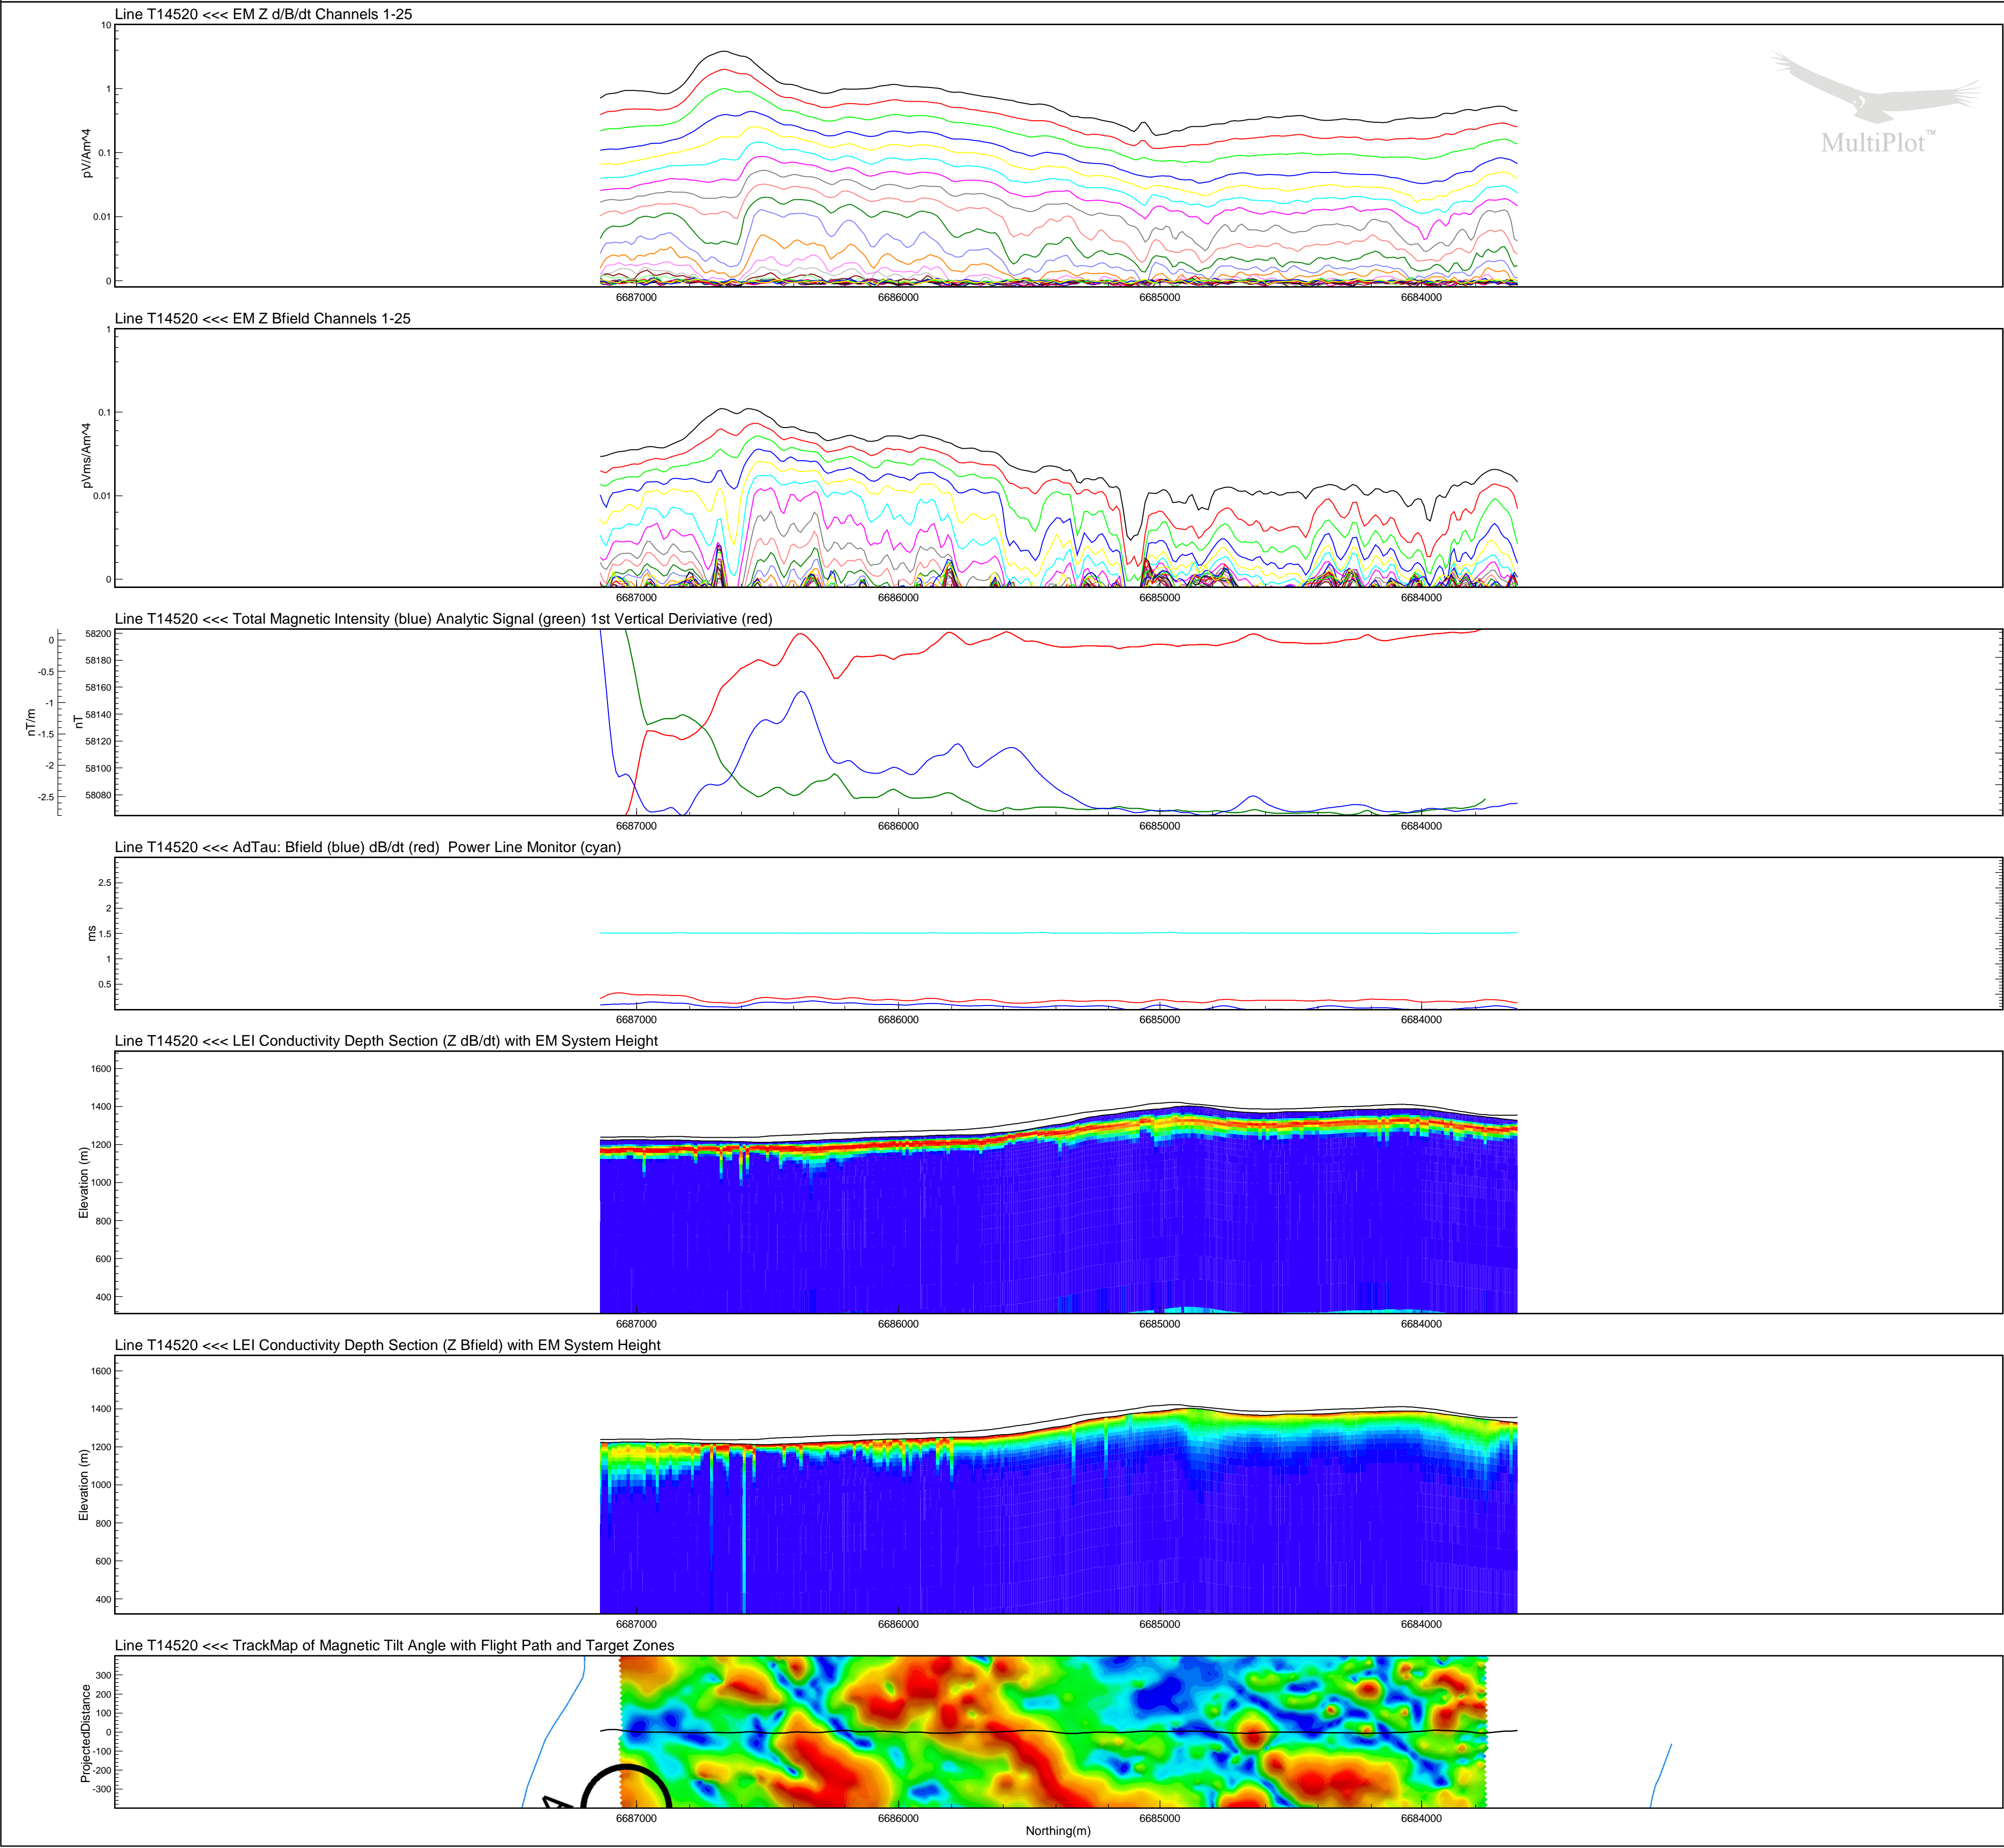 Line T14520 <<< EM Z d/B/dt Channels 1-25
10
1
0.1
0.01
0
pV/Am^4
MultiPlot™
6687000 6686000 6685000 6684000
Line T14520 <<< EM Z Bfield Channels 1-25
1
0.1
0.01
0
pVms/Am^4
6687000 6686000 6685000 6684000
Line T14520 <<< Total Magnetic Intensity (blue) Analytic Signal (green) 1st Vertical Deriviative (red)
0
-0.5
-1
-1.5
-2
-2.5
nT/m
58200
58180
58160
58140
58120
58100
58080
nT
6687000 6686000 6685000 6684000
Line T14520 <<< AdTau: Bfield (blue) dB/dt (red) Power Line Monitor (cyan)
2.5
2
1.5
1
0.5
ms
6687000 6686000 6685000 6684000
Line T14520 <<< LEI Conductivity Depth Section (Z dB/dt) with EM System Height
1600
1400
1200
1000
800
600
400
Elevation (m)
6687000 6686000 6685000 6684000
Line T14520 <<< LEI Conductivity Depth Section (Z Bfield) with EM System Height
1600
1400
1200
1000
800
600
400
Elevation (m)
6687000 6686000 6685000 6684000
Line T14520 <<< TrackMap of Magnetic Tilt Angle with Flight Path and Target Zones
300
200
100
0
-100
-200
-300
ProjectedDistance
6687000 6686000 6685000 6684000
Northing(m)